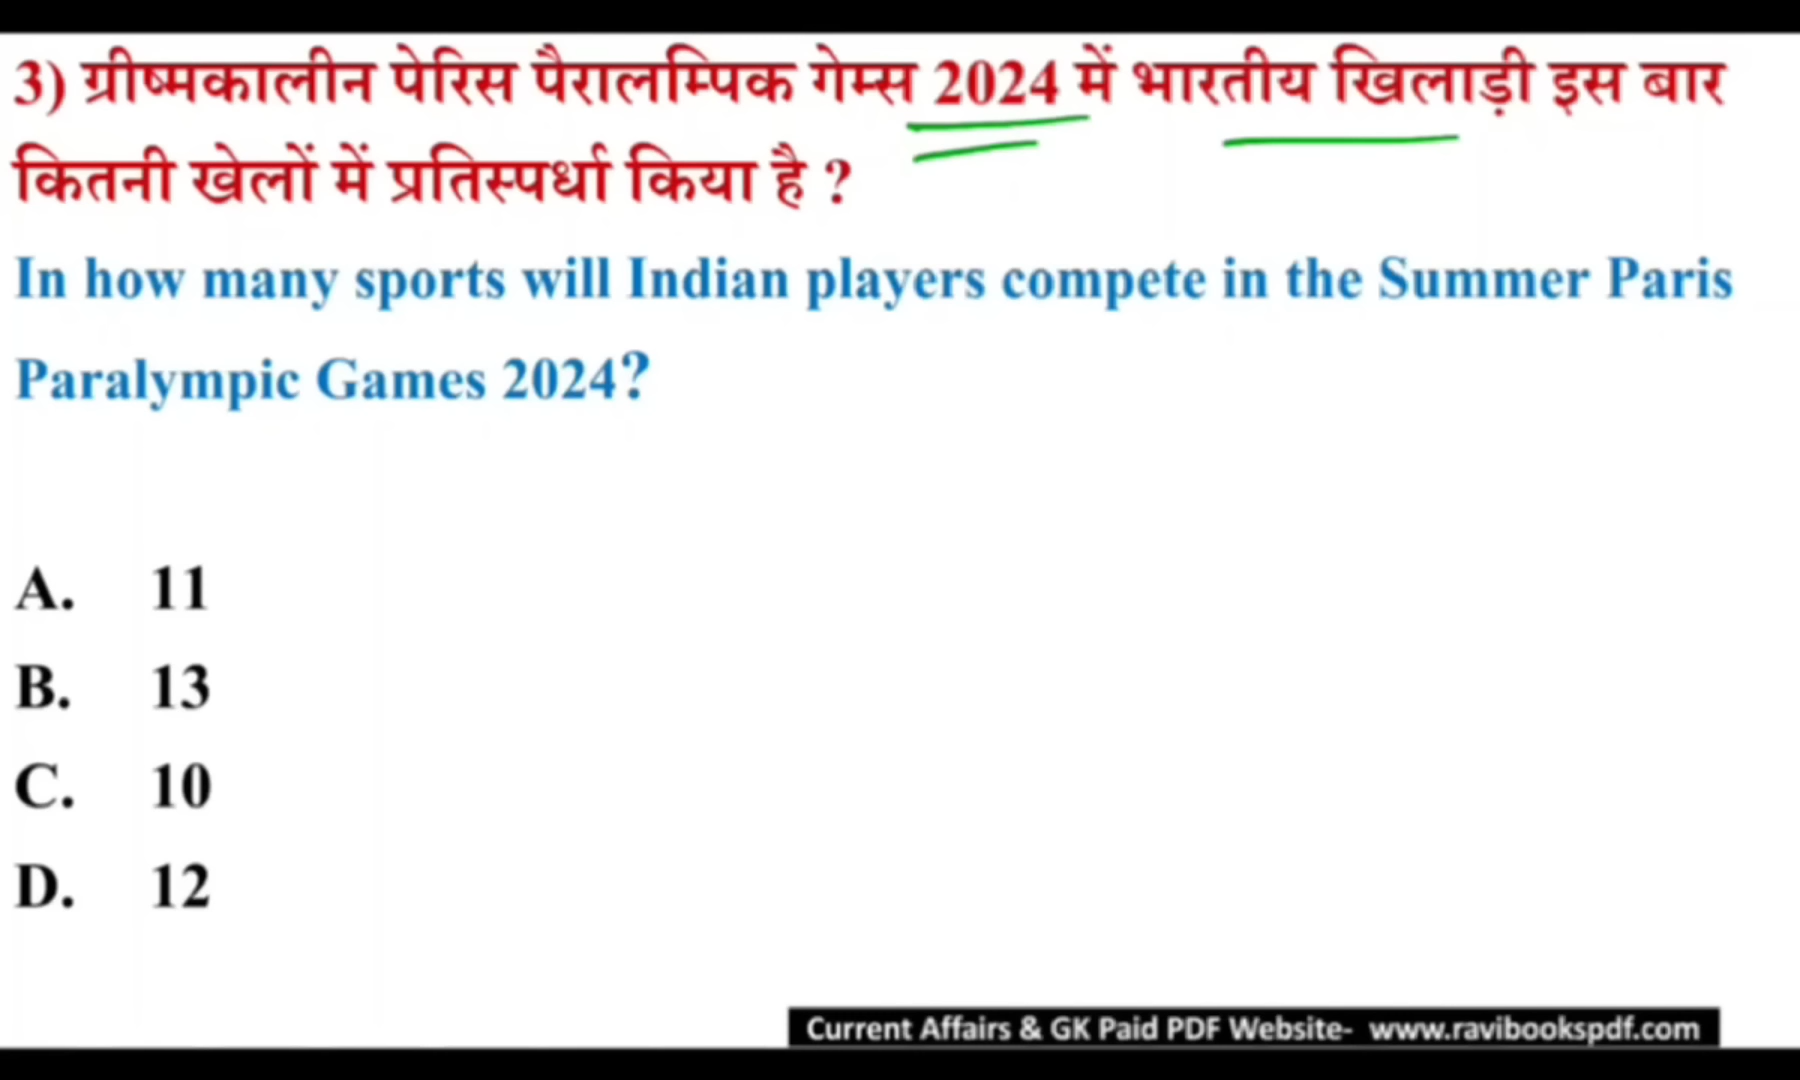 3) ग्रीष्मकालीन पेरिस पैरालम्पिक गेम्स 2024 में भारतीय खिलाड़ी इस बार
कितनी खेलों में प्रतिस्पर्धा किया है ?
In how many sports will Indian players compete in the Summer Paris
Paralympic Games 2024?
A. 11
B. 13
C. 10
D. 12
Current Affairs & GK Paid PDF Website- www.ravibookspdf.com